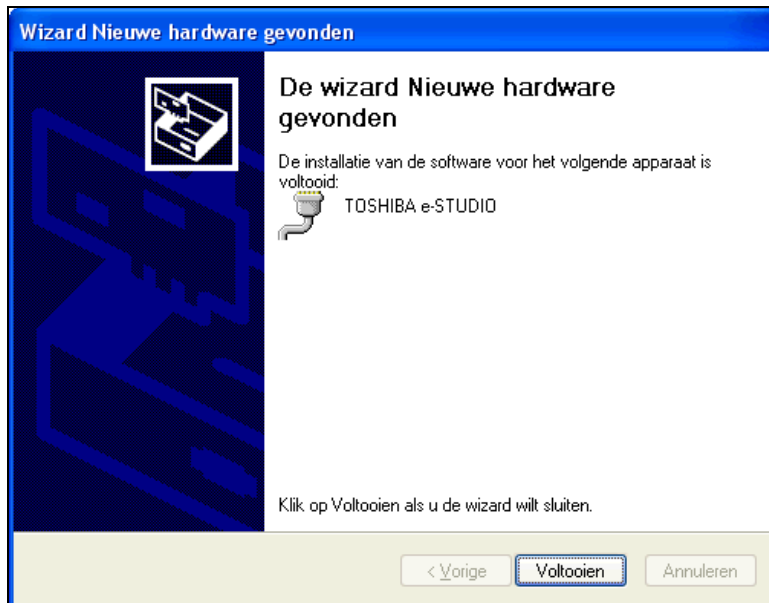 Wizard Nieuwe hardware gevonden
De wizard Nieuwe hardware
gevonden
De installatie van de software voor het volgende apparaat is
voltooid:
TOSHIBA e-STUDIO
Klik op Voltooien als u de wizard wilt sluiten.
< Vorige
Voltooien
Annuleren